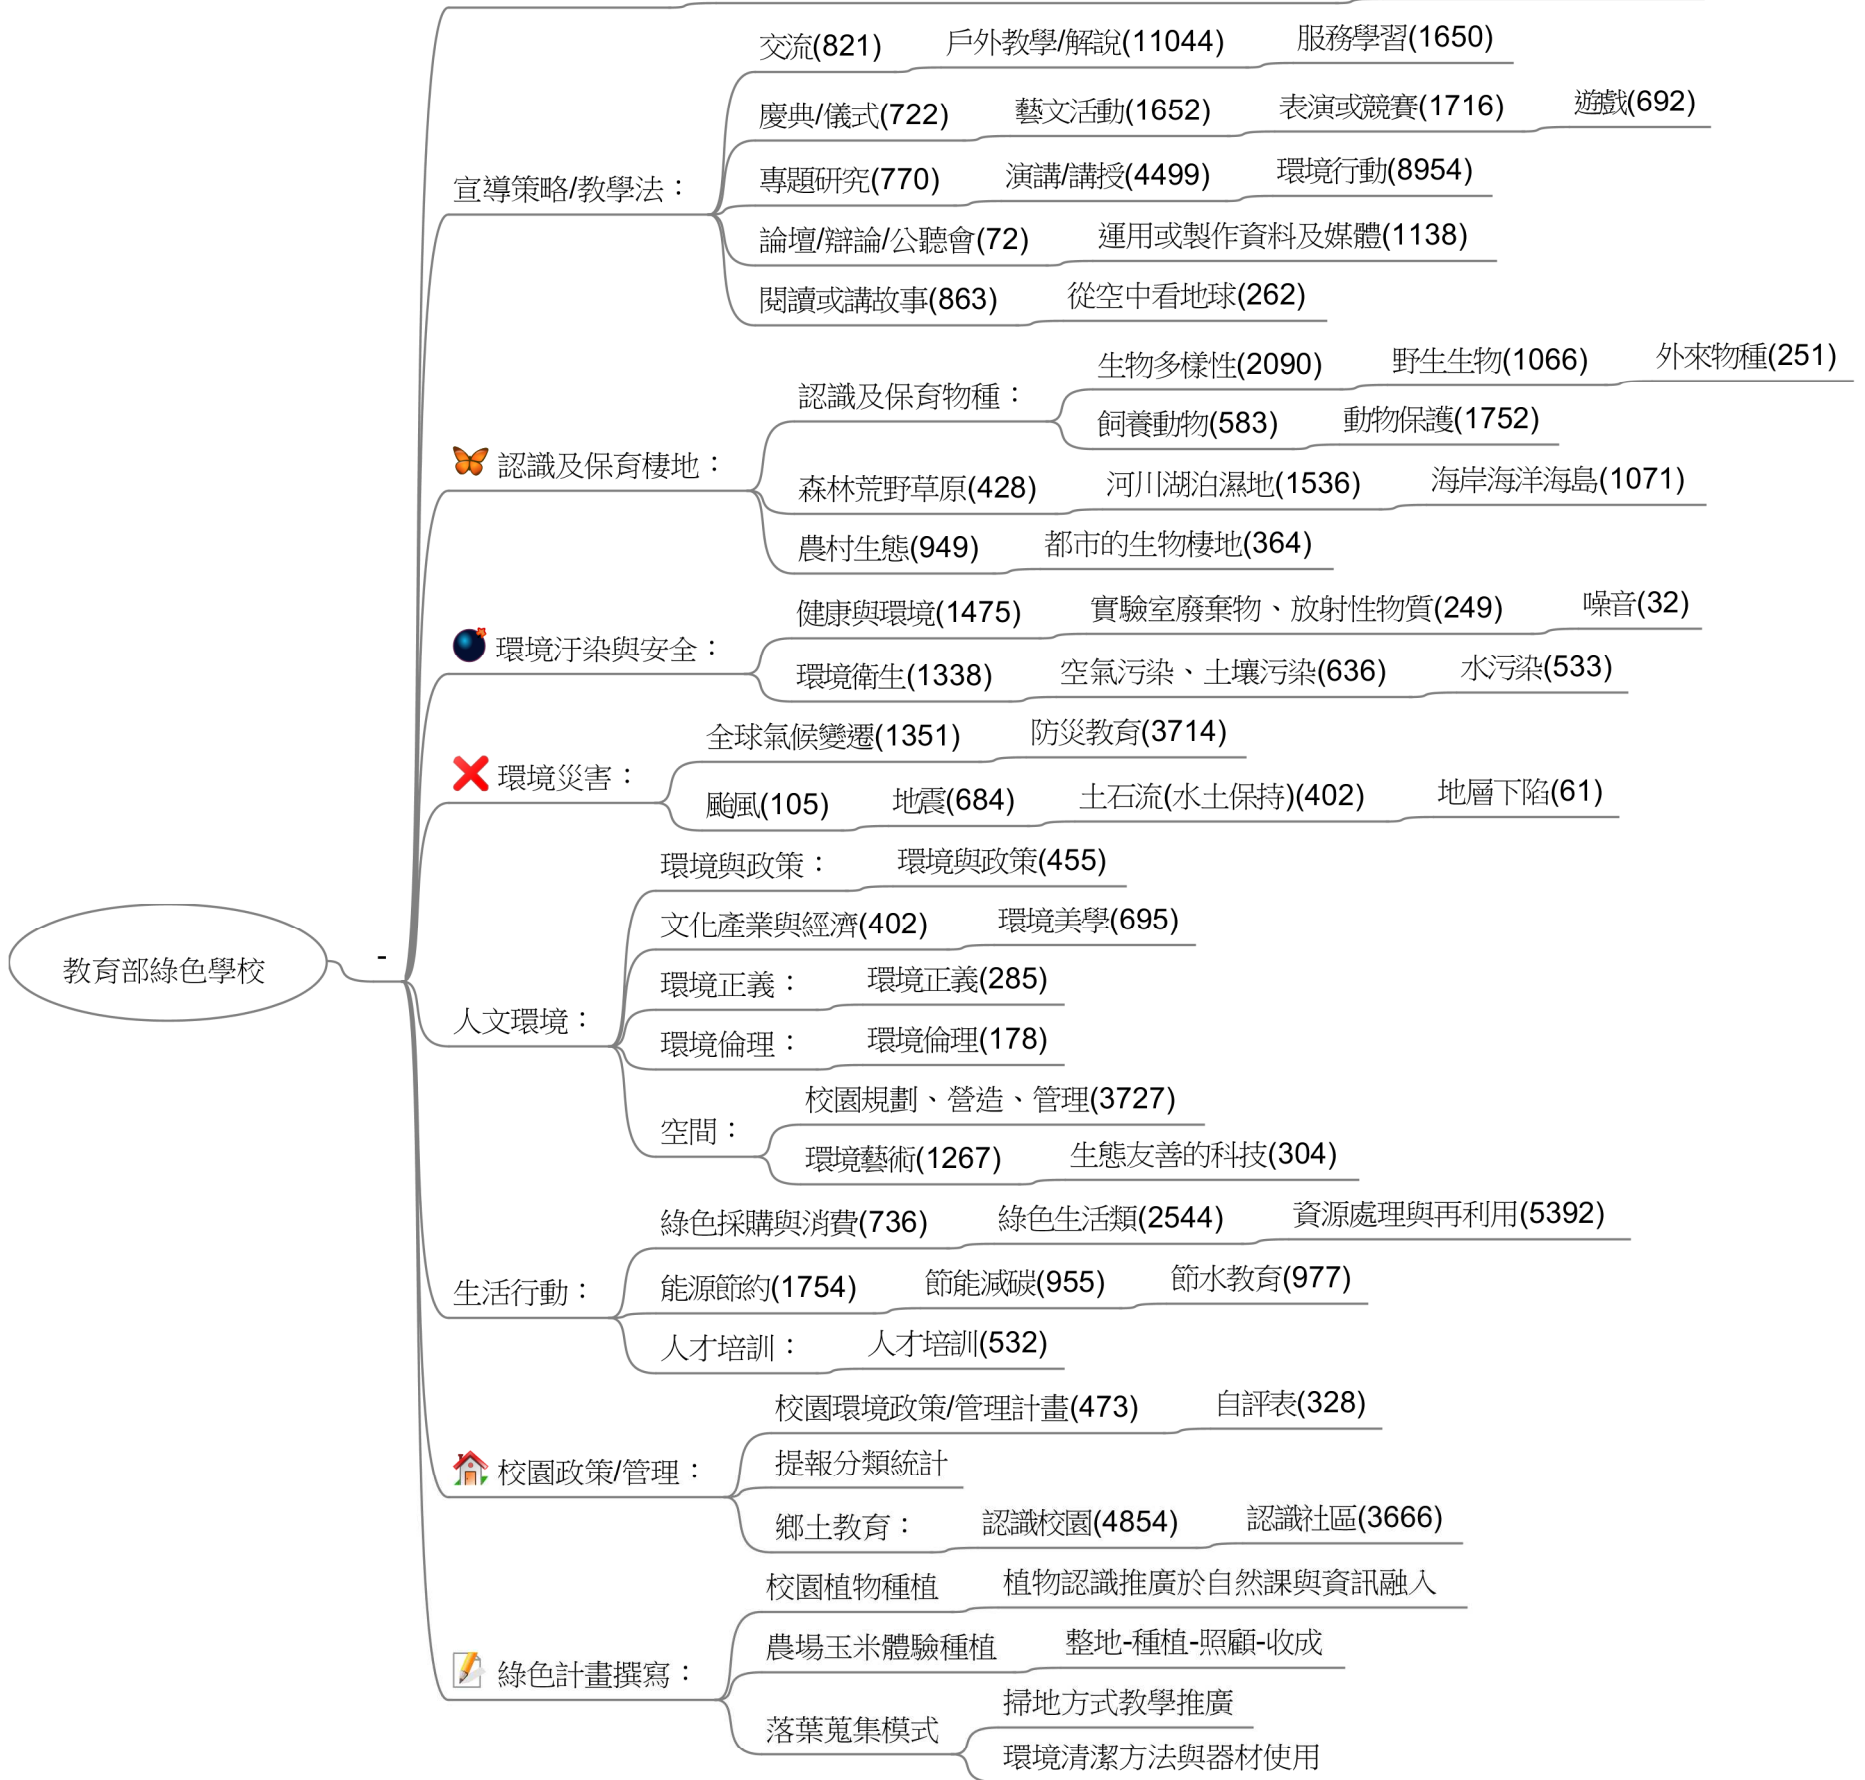 交流(821) 戶外教學/解說(11044) 服務學習(1650)
慶典/儀式(722) 藝文活動(1652) 表演或競賽(1716) 遊戲(692)
宣導策略/教學法：
專題研究(770) 演講/講授(4499) 環境行動(8954)
論壇/辯論/公聽會(72) 運用或製作資料及媒體(1138)
閱讀或講故事(863) 從空中看地球(262)
認識及保育棲地：
認識及保育物種：
生物多樣性(2090) 野生生物(1066) 外來物種(251)
飼養動物(583) 動物保護(1752)
森林荒野草原(428) 河川湖泊濕地(1536) 海岸海洋海島(1071)
農村生態(949) 都市的生物棲地(364)
環境汙染與安全：
健康與環境(1475) 實驗室廢棄物、放射性物質(249) 噪音(32)
環境衛生(1338) 空氣污染、土壤污染(636) 水污染(533)
環境災害：
全球氣候變遷(1351) 防災教育(3714)
颱風(105) 地震(684) 土石流(水土保持)(402) 地層下陷(61)
教育部綠色學校
-
人文環境：
環境與政策： 環境與政策(455)
文化產業與經濟(402) 環境美學(695)
環境正義： 環境正義(285)
環境倫理： 環境倫理(178)
空間：
校園規劃、營造、管理(3727)
環境藝術(1267) 生態友善的科技(304)
生活行動：
綠色採購與消費(736) 綠色生活類(2544) 資源處理與再利用(5392)
能源節約(1754) 節能減碳(955) 節水教育(977)
人才培訓： 人才培訓(532)
校園政策/管理：
校園環境政策/管理計畫(473) 自評表(328)
提報分類統計
鄉土教育： 認識校園(4854) 認識社區(3666)
綠色計畫撰寫：
校園植物種植 植物認識推廣於自然課與資訊融入
農場玉米體驗種植 整地-種植-照顧-收成
落葉蒐集模式
掃地方式教學推廣
環境清潔方法與器材使用